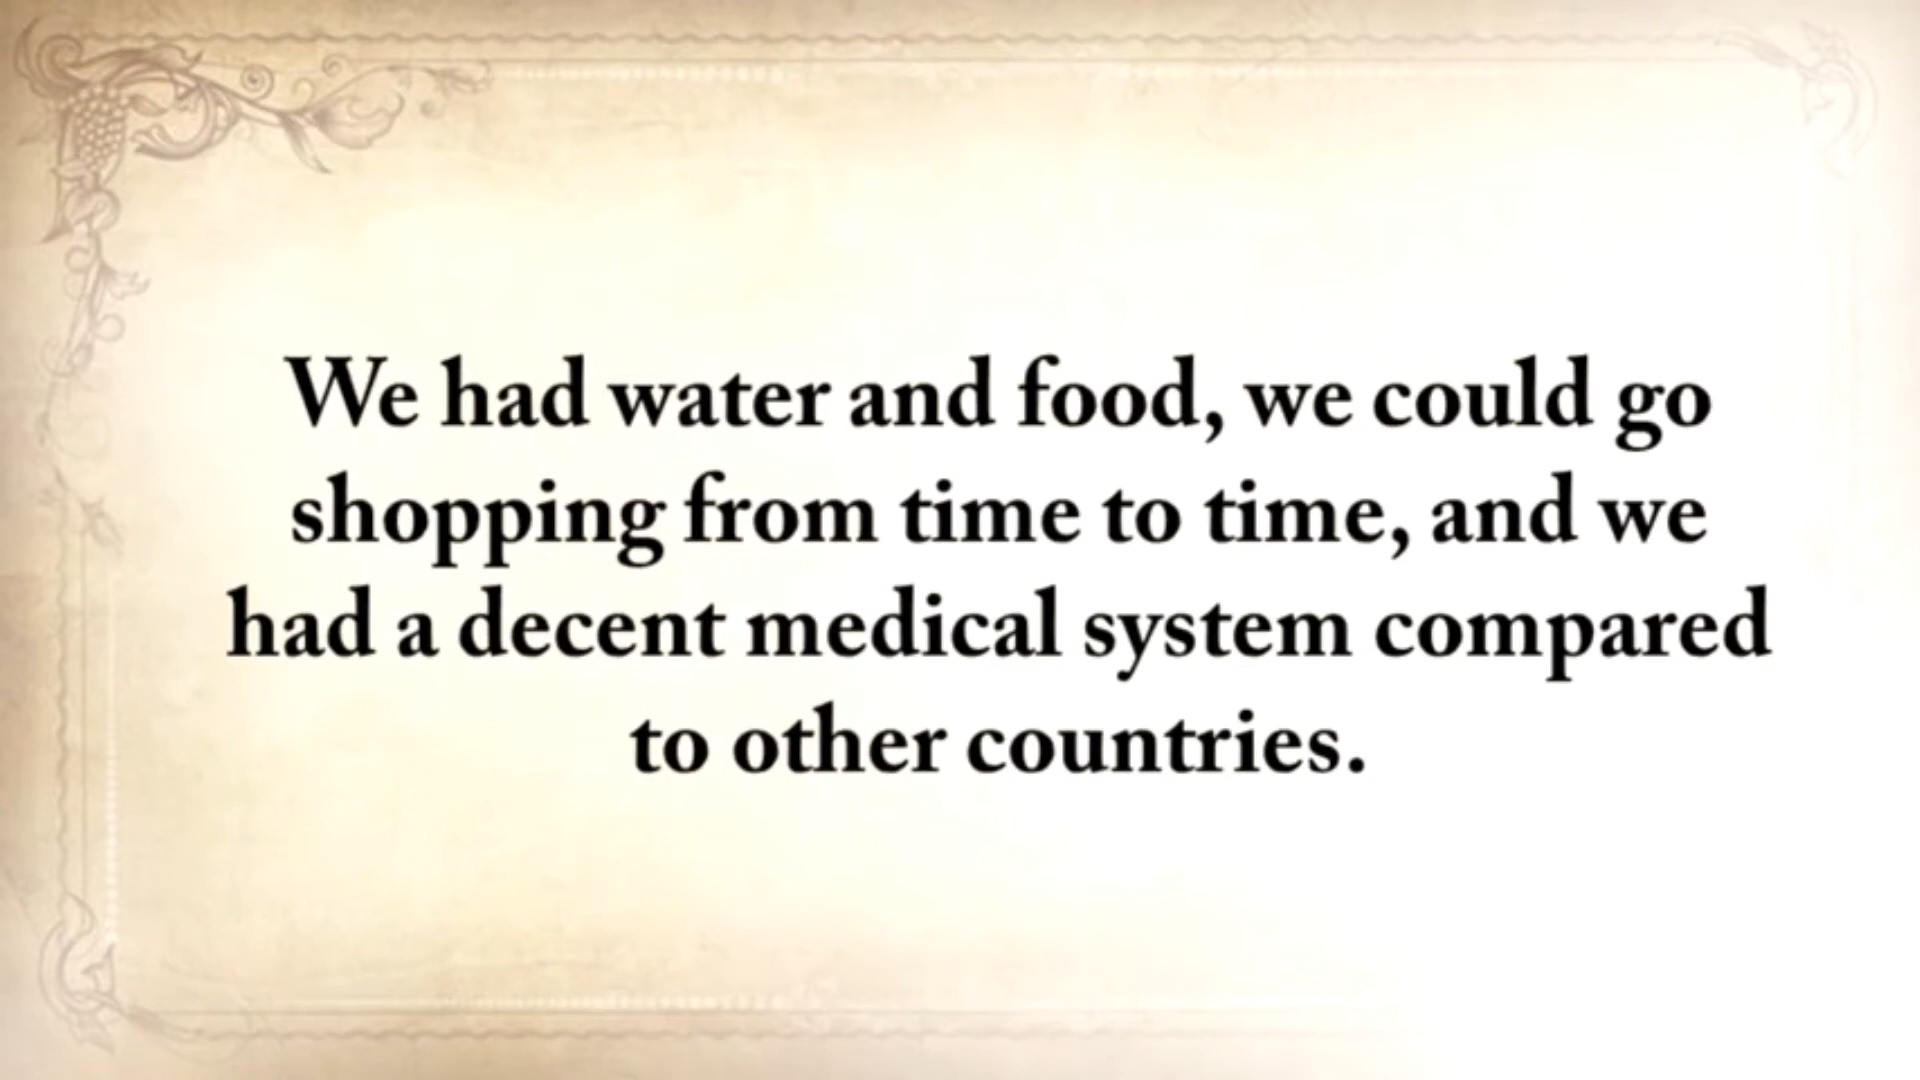 We had water and food, we could go
shopping from time to time, and we
had a decent medical system compared
to other countries.